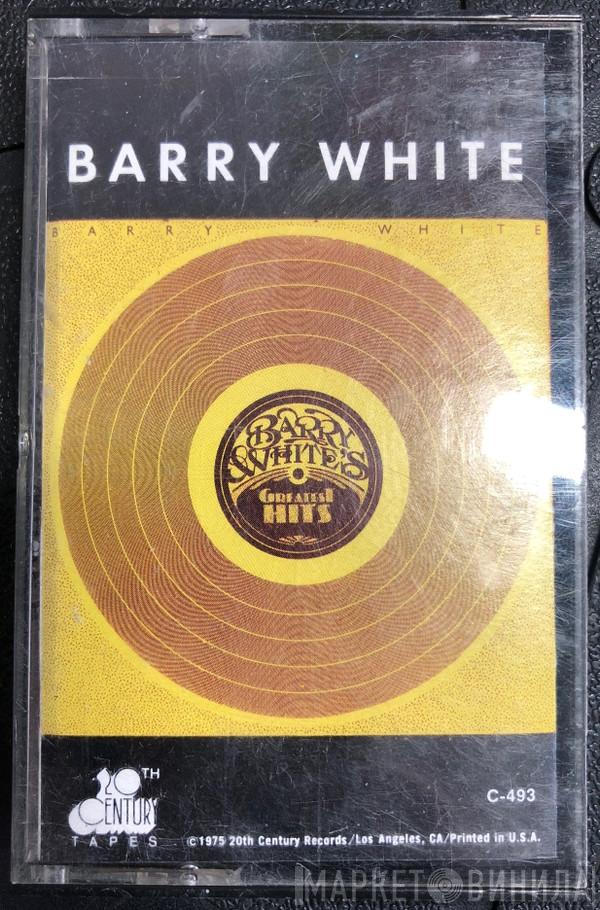 BARRY WHITE
BARRY WHITE
BARRY
WHITE'S
GREATEST
HITS
20TH
CENTURY
TAPES
C-493
©1975 20th Century Records/Los Angeles, CA/Printed in U.S.A.
МАРКЕТ ВИНИЛА